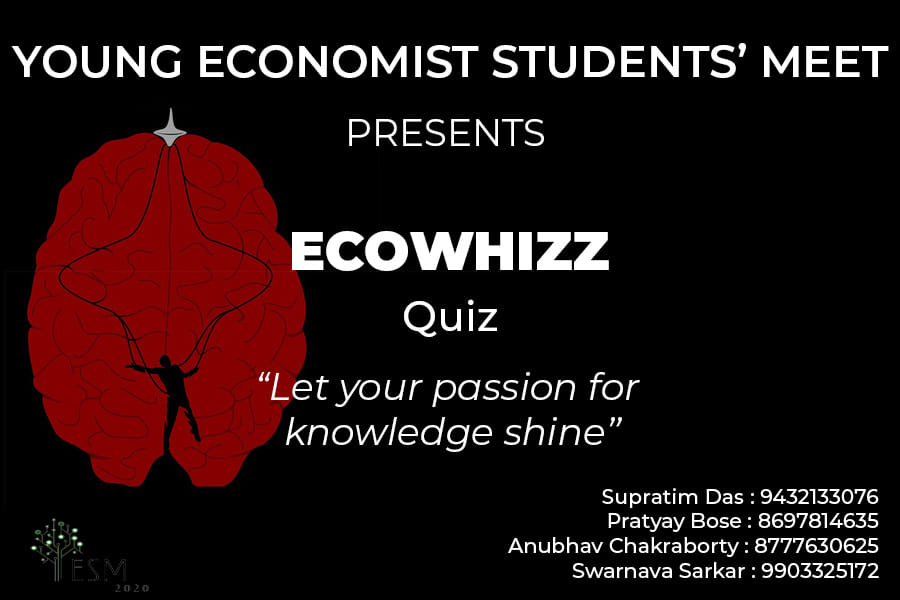 YOUNG ECONOMIST STUDENTS’ MEET
PRESENTS
ECOWHIZZ
Quiz
“Let your passion for
knowledge shine”
Supratim Das : 9432133076
Pratyay Bose : 8697814635
Anubhav Chakraborty : 8777630625
Swarnava Sarkar : 9903325172
YESM
2020